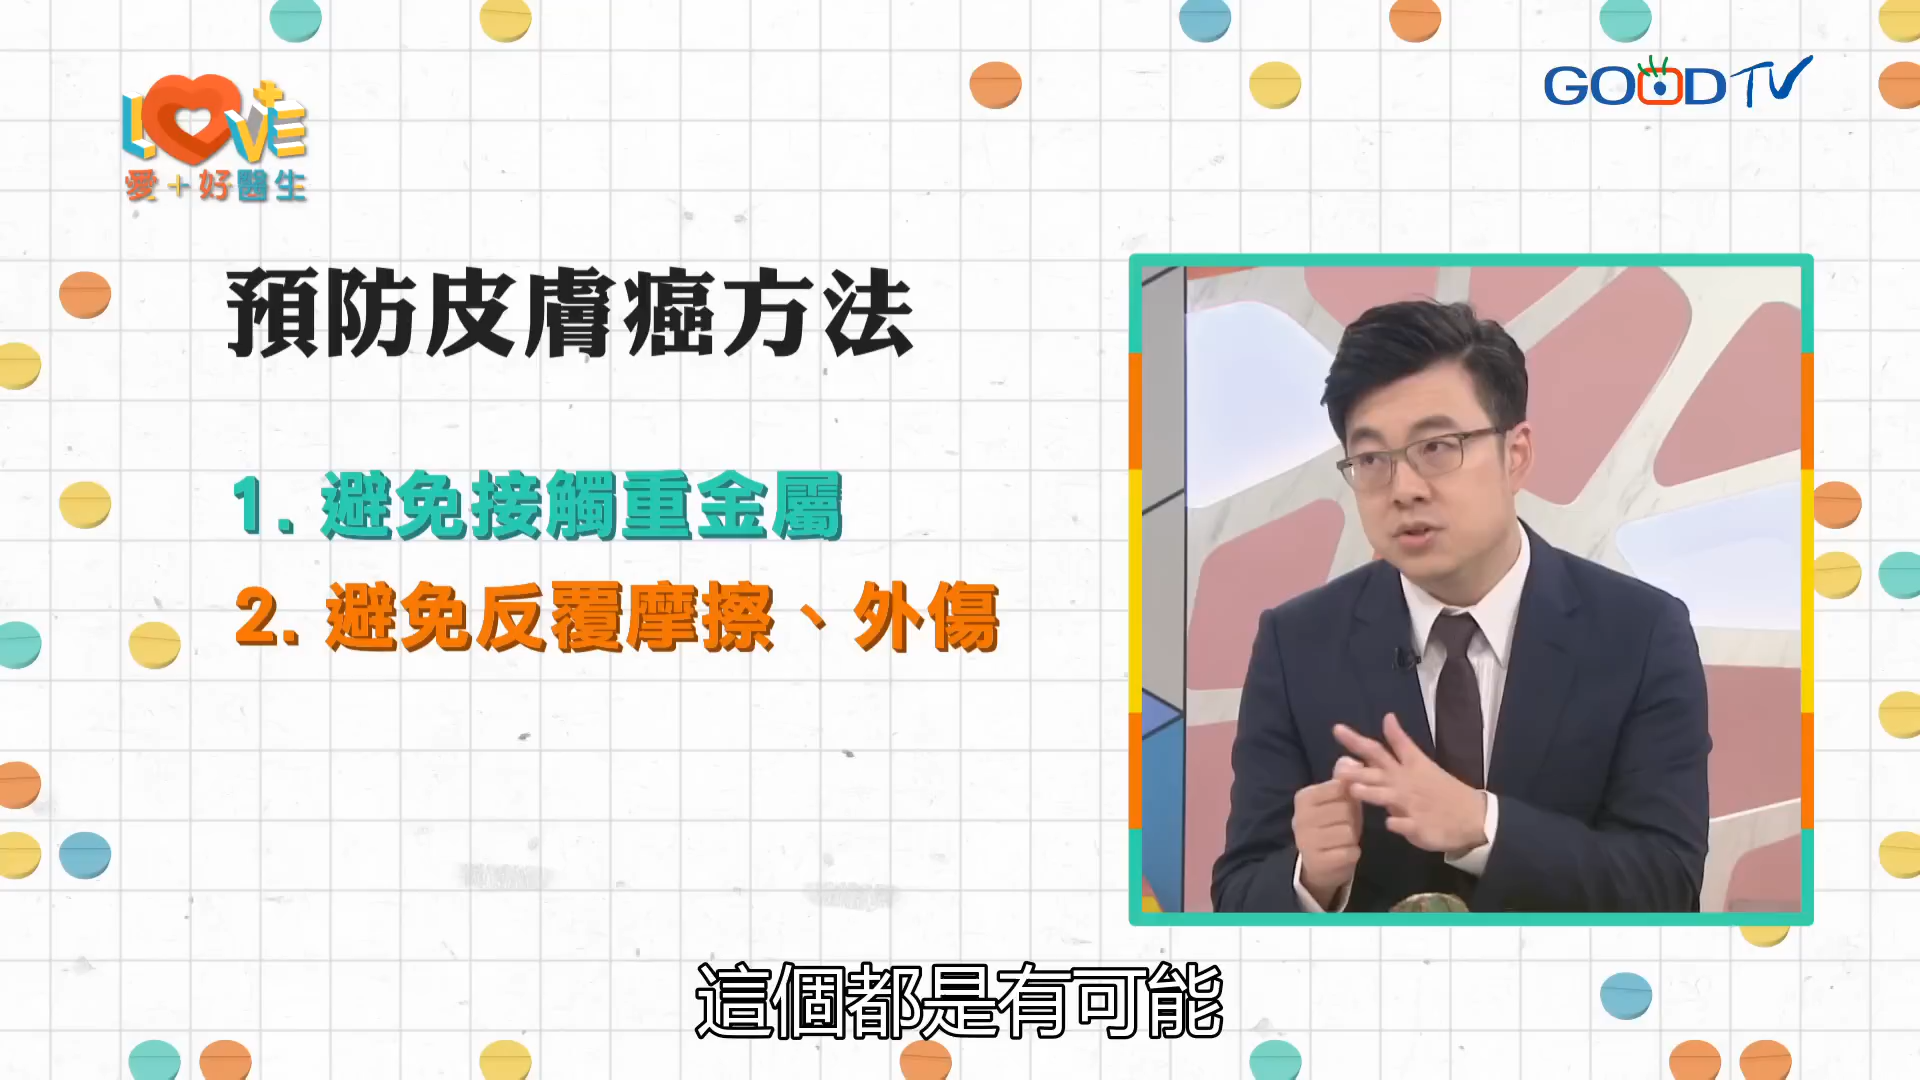 LOVE
愛+好醫生
GOODTV
預防皮膚癌方法
1. 避免接觸重金屬
2. 避免反覆摩擦、外傷
這個都是有可能